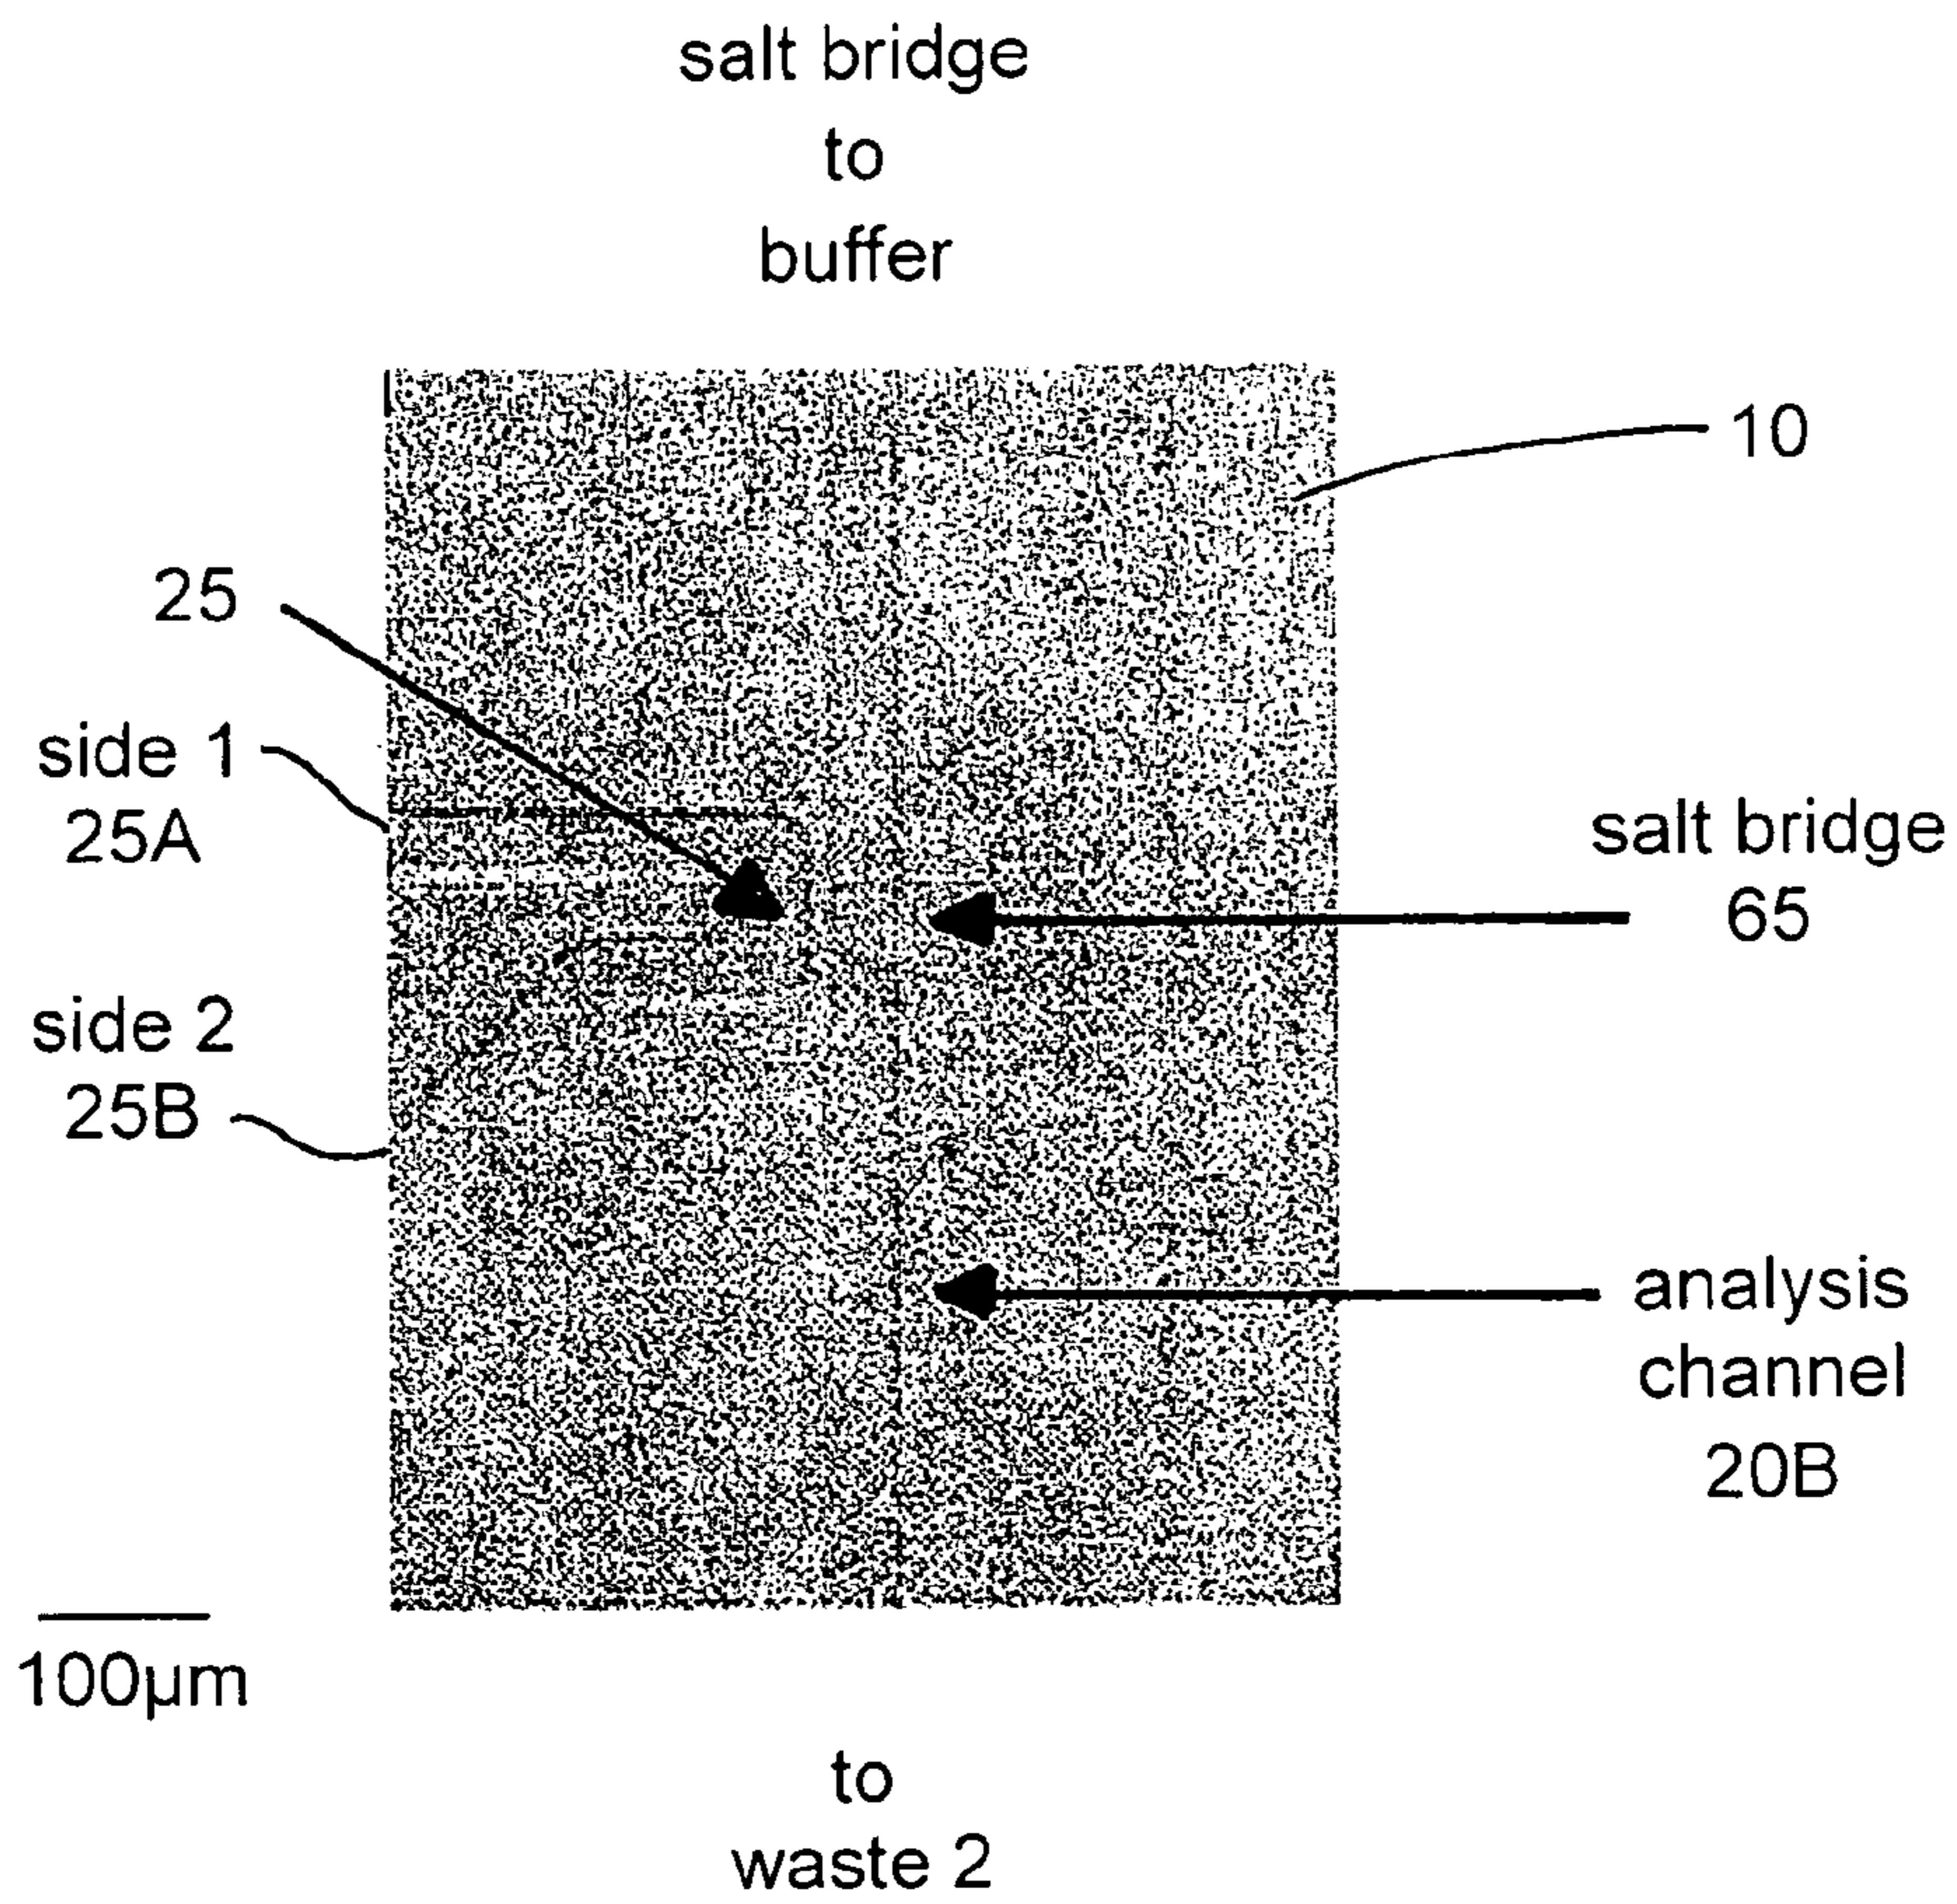 salt bridge
to
buffer
10
25
side 1
25A
salt bridge
65
side 2
25B
analysis
channel
20B
100µm
to
waste 2